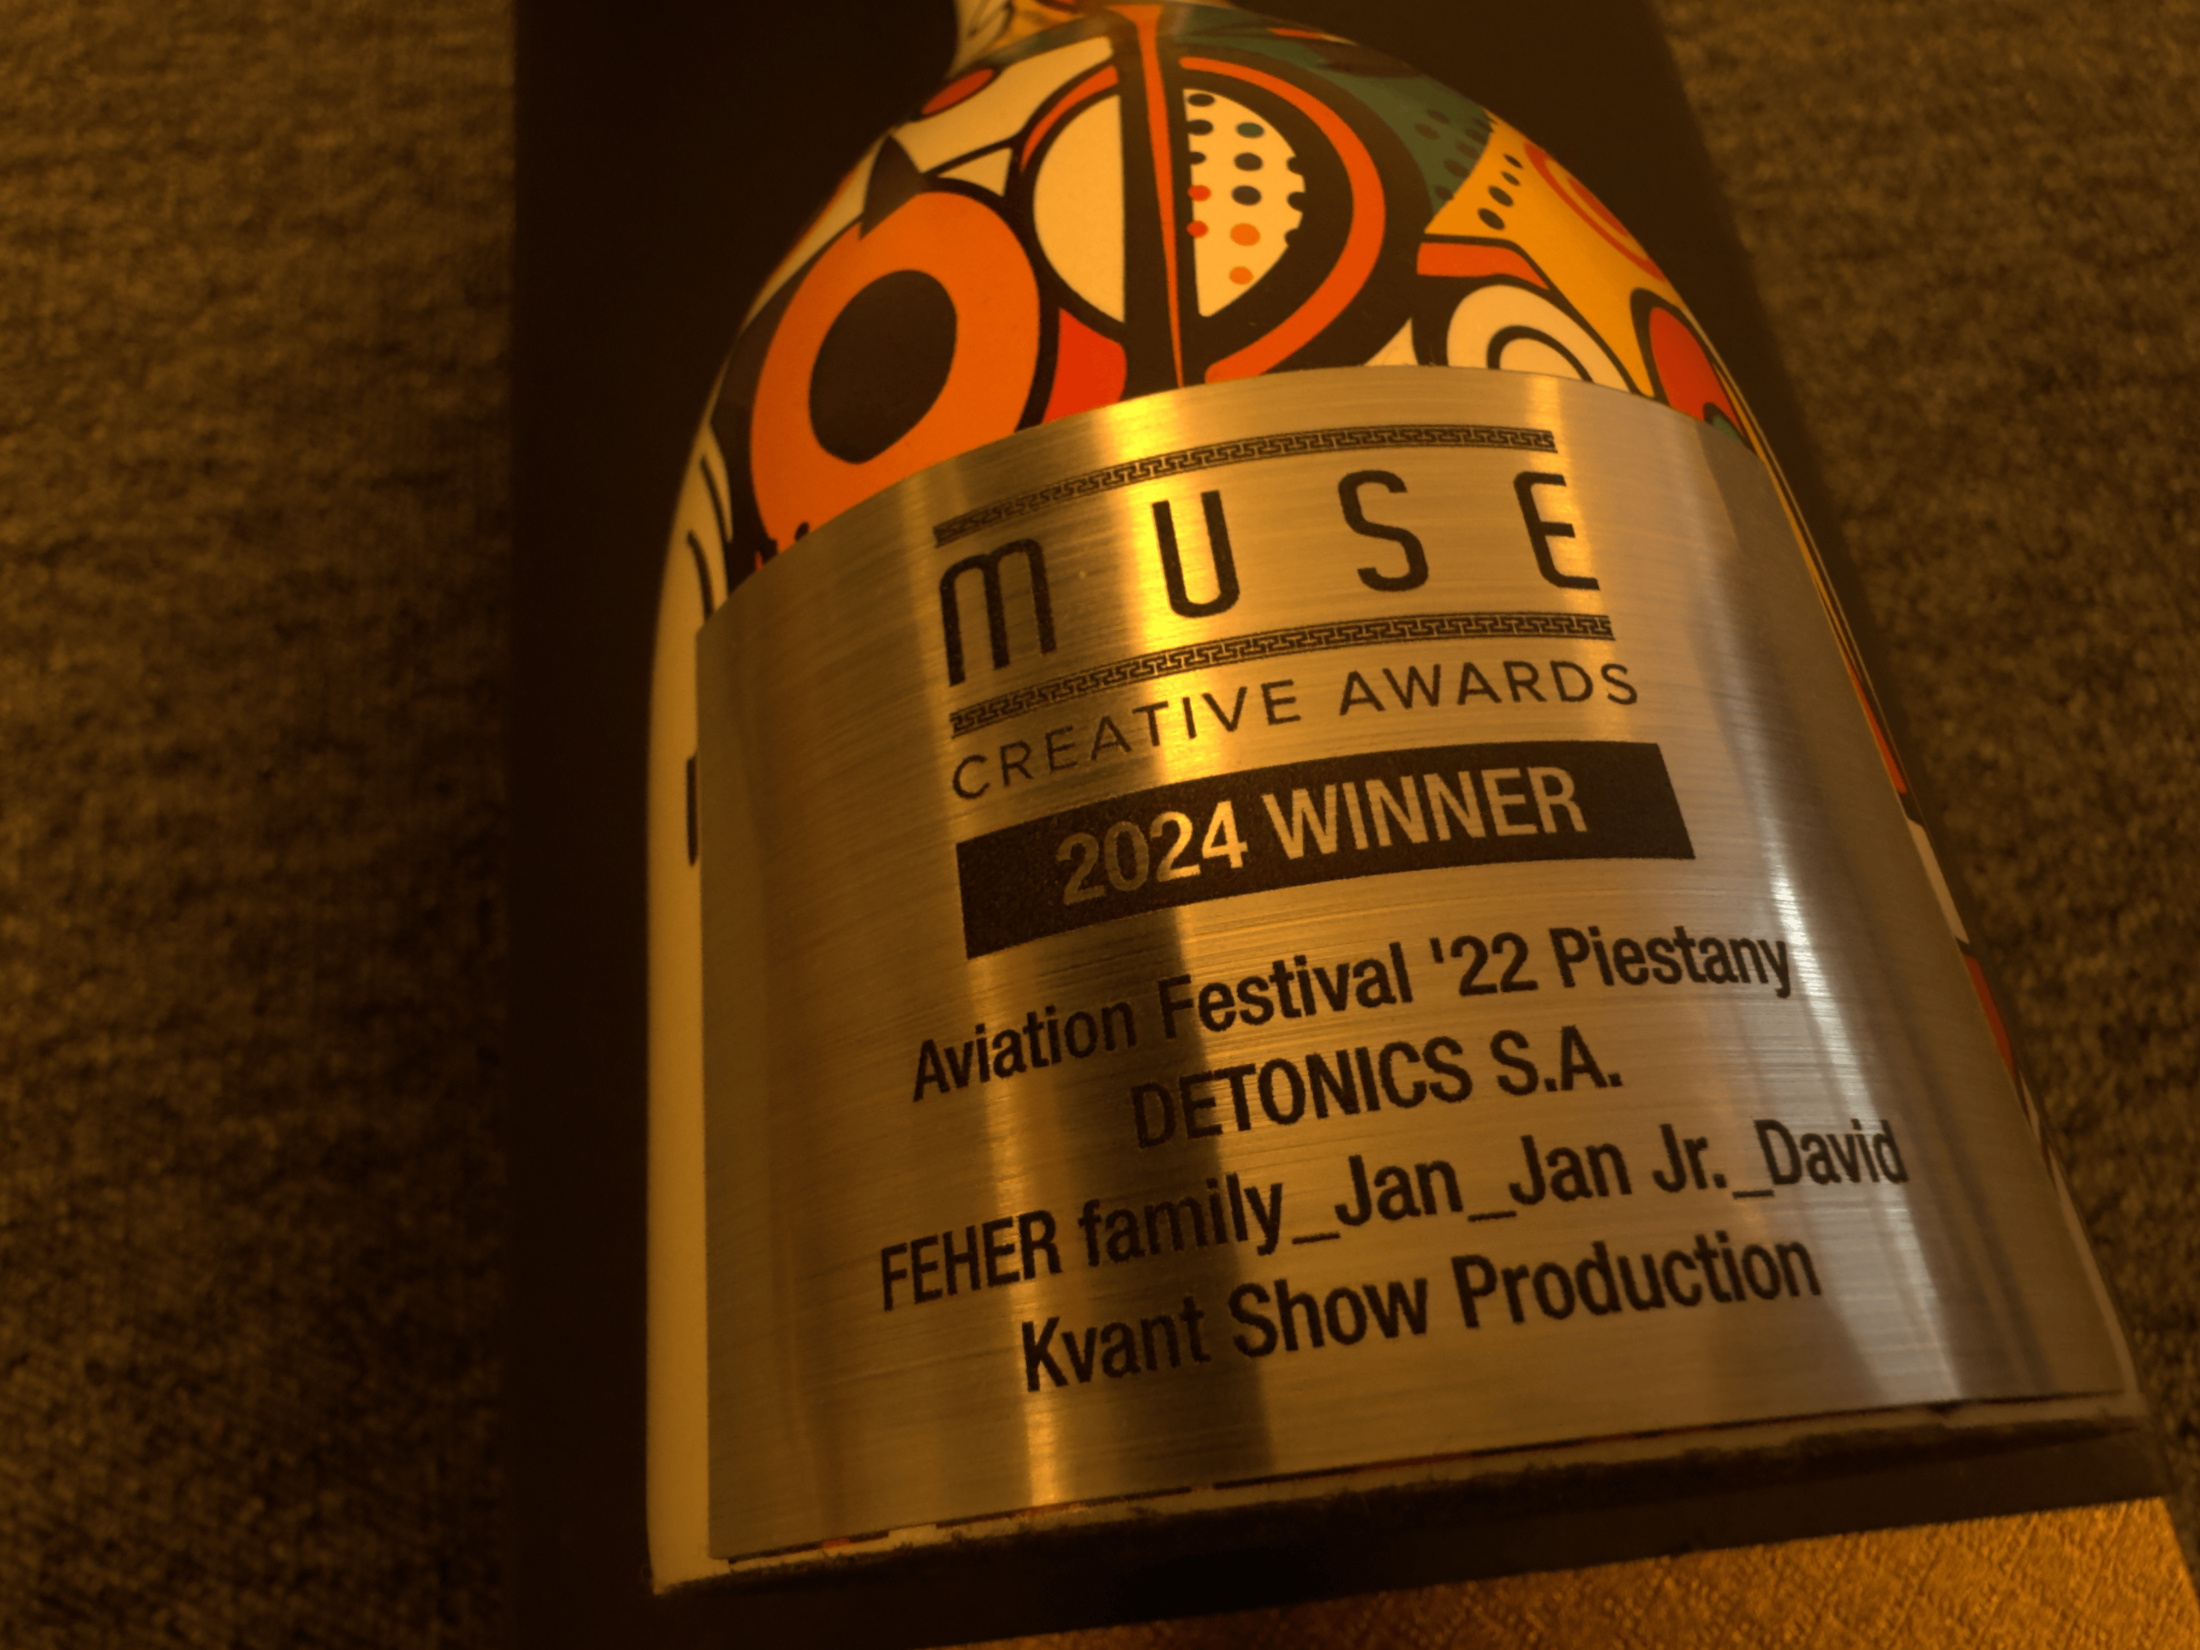 MUSE
CREATIVE AWARDS
2024 WINNER
Aviation Festival '22 Piestany
DETONICS S.A.
FEHER family_Jan_Jan Jr._David
Kvant Show Production